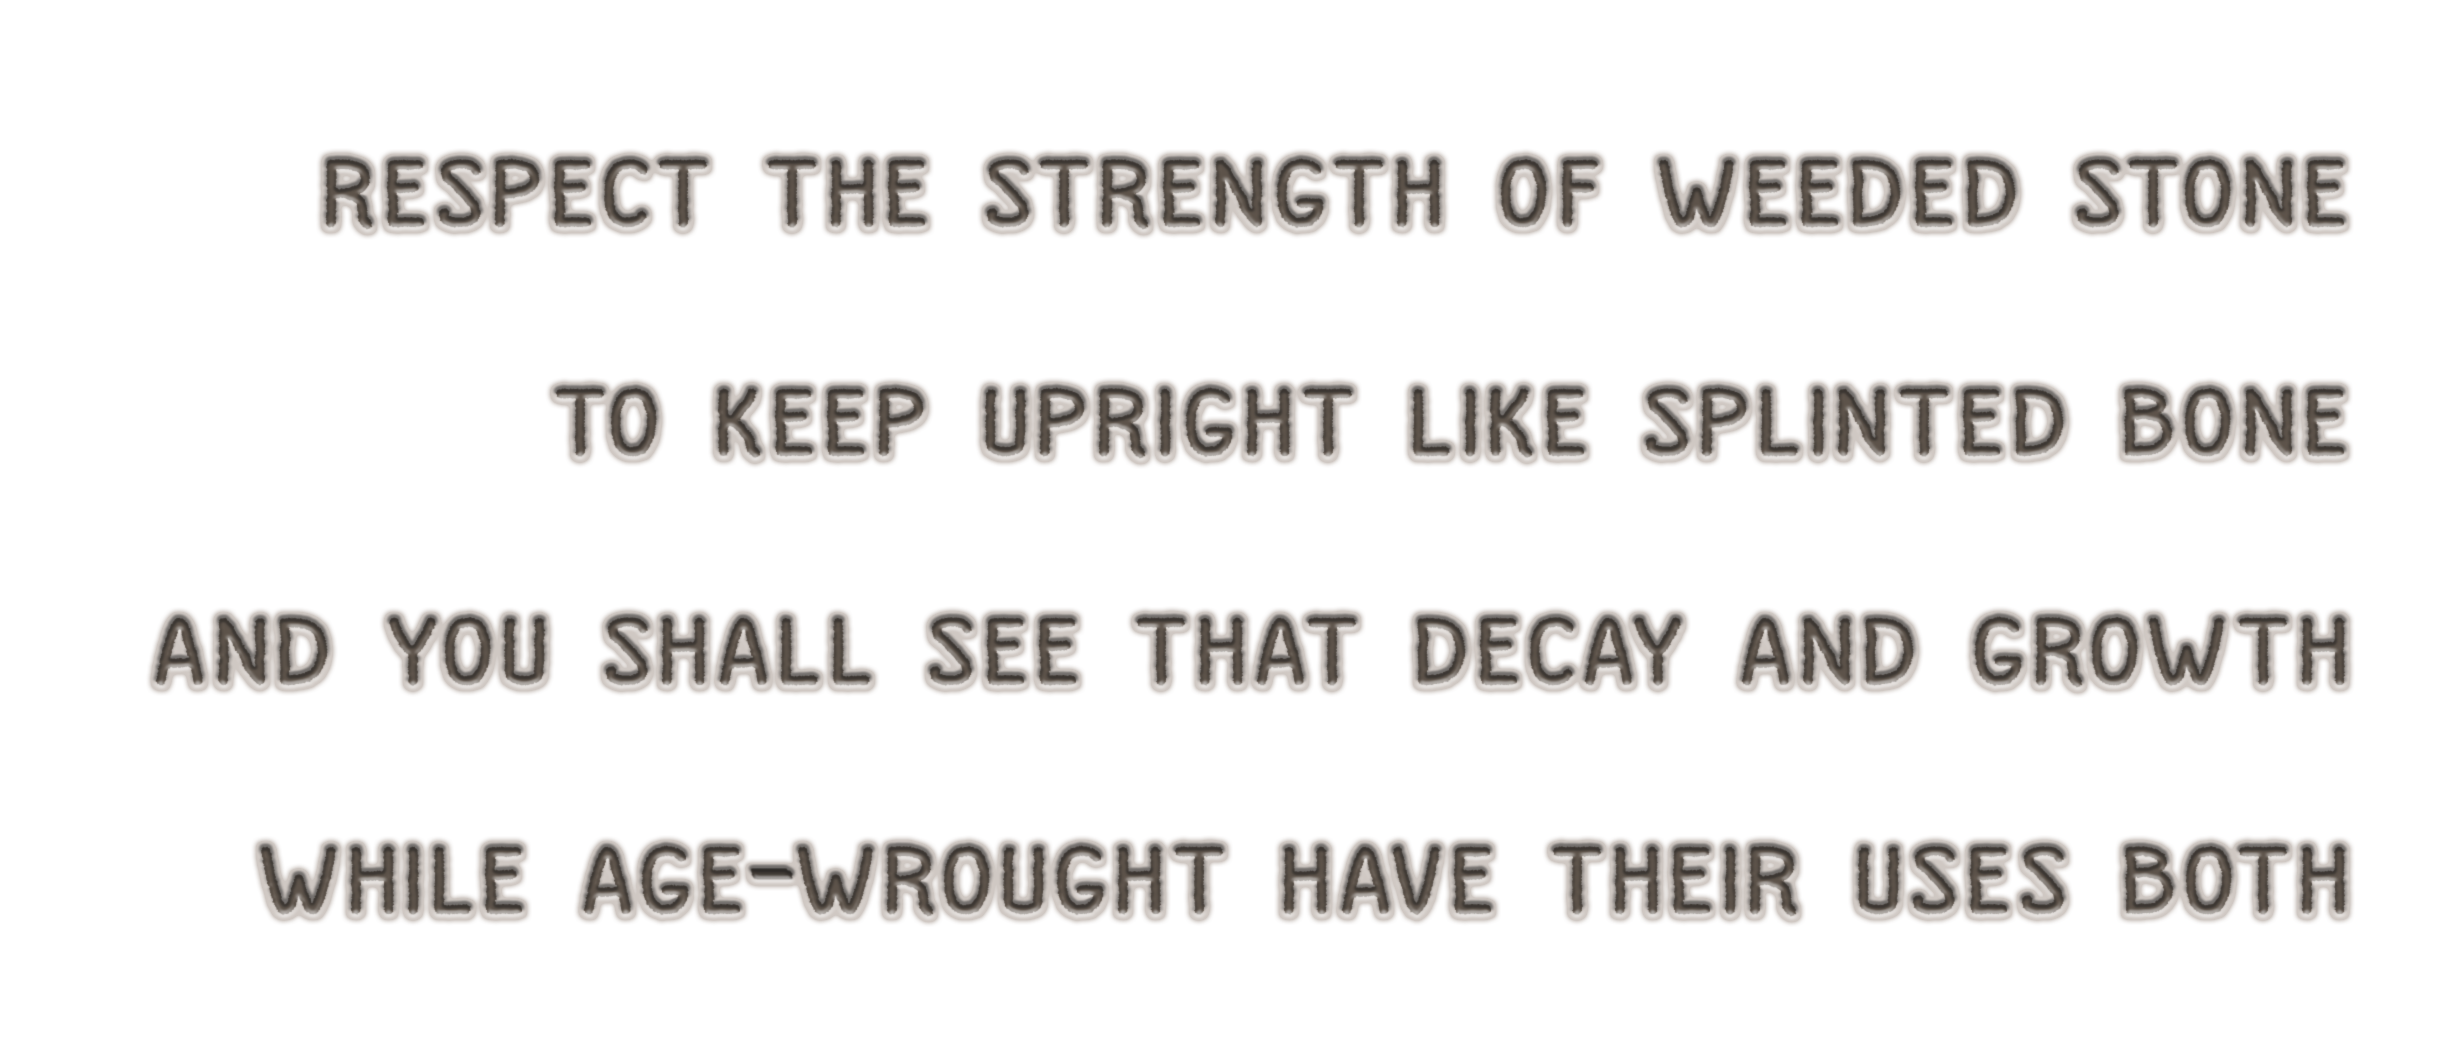 RESPECT THE STRENGTH OF WEEDED STONE
TO KEEP UPRIGHT LIKE SPLINTED BONE
AND YOU SHALL SEE THAT DECAY AND GROWTH
WHILE AGE-WROUGHT HAVE THEIR USES BOTH